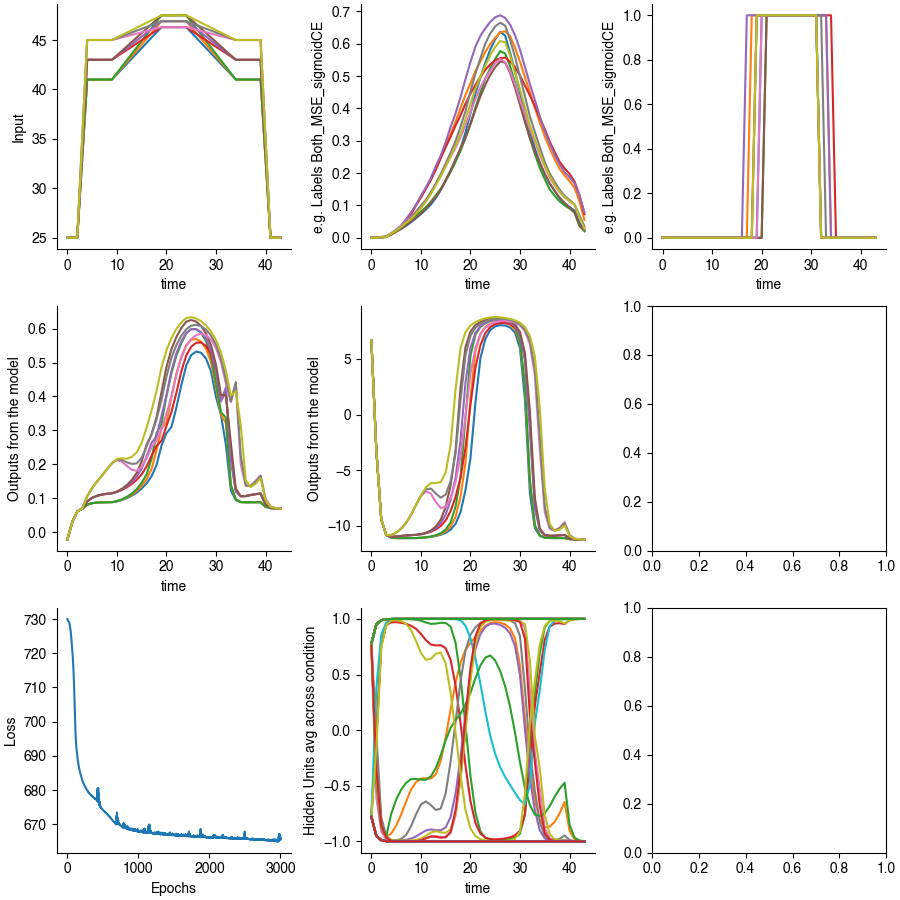 45
40
35
30
25
Input
0 10 20 30 40
time
0.7
0.6
0.5
0.4
0.3
0.2
0.1
0.0
e.g. Labels Both_MSE_sigmoidCE
0 10 20 30 40
time
1.0
0.8
0.6
0.4
0.2
0.0
e.g. Labels Both_MSE_sigmoidCE
0 10 20 30 40
time
0.6
0.5
0.4
0.3
0.2
0.1
0.0
Outputs from the model
0 10 20 30 40
time
5
0
−5
−10
Outputs from the model
0 10 20 30 40
time
1.0
0.8
0.6
0.4
0.2
0.0
0.0 0.2 0.4 0.6 0.8 1.0
730
720
710
700
690
680
670
Loss
0 1000 2000 3000
Epochs
1.0
0.5
0.0
−0.5
−1.0
Hidden Units avg across condition
0 10 20 30 40
time
1.0
0.8
0.6
0.4
0.2
0.0
0.0 0.2 0.4 0.6 0.8 1.0